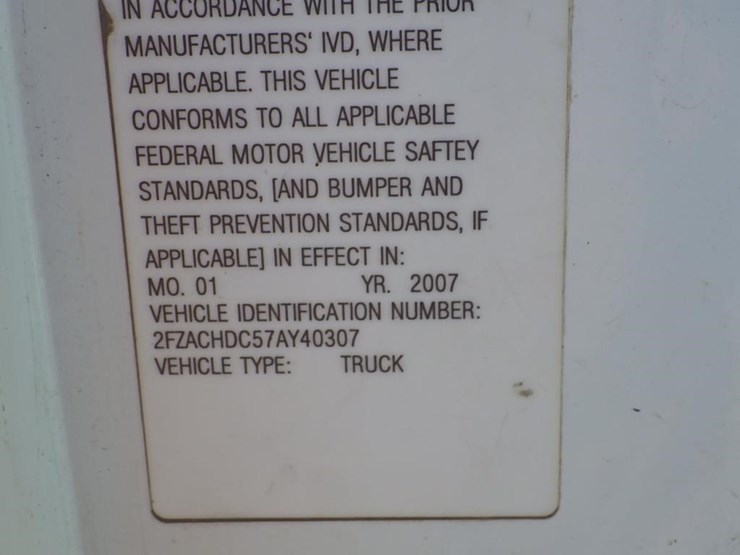 IN ACCORDANCE WITH THE PRIOR
MANUFACTURERS' IVD, WHERE
APPLICABLE. THIS VEHICLE
CONFORMS TO ALL APPLICABLE
FEDERAL MOTOR VEHICLE SAFTEY
STANDARDS, [AND BUMPER AND
THEFT PREVENTION STANDARDS, IF
APPLICABLE] IN EFFECT IN:
MO. 01 YR. 2007
VEHICLE IDENTIFICATION NUMBER:
2FZACHDC57AY40307
VEHICLE TYPE: TRUCK